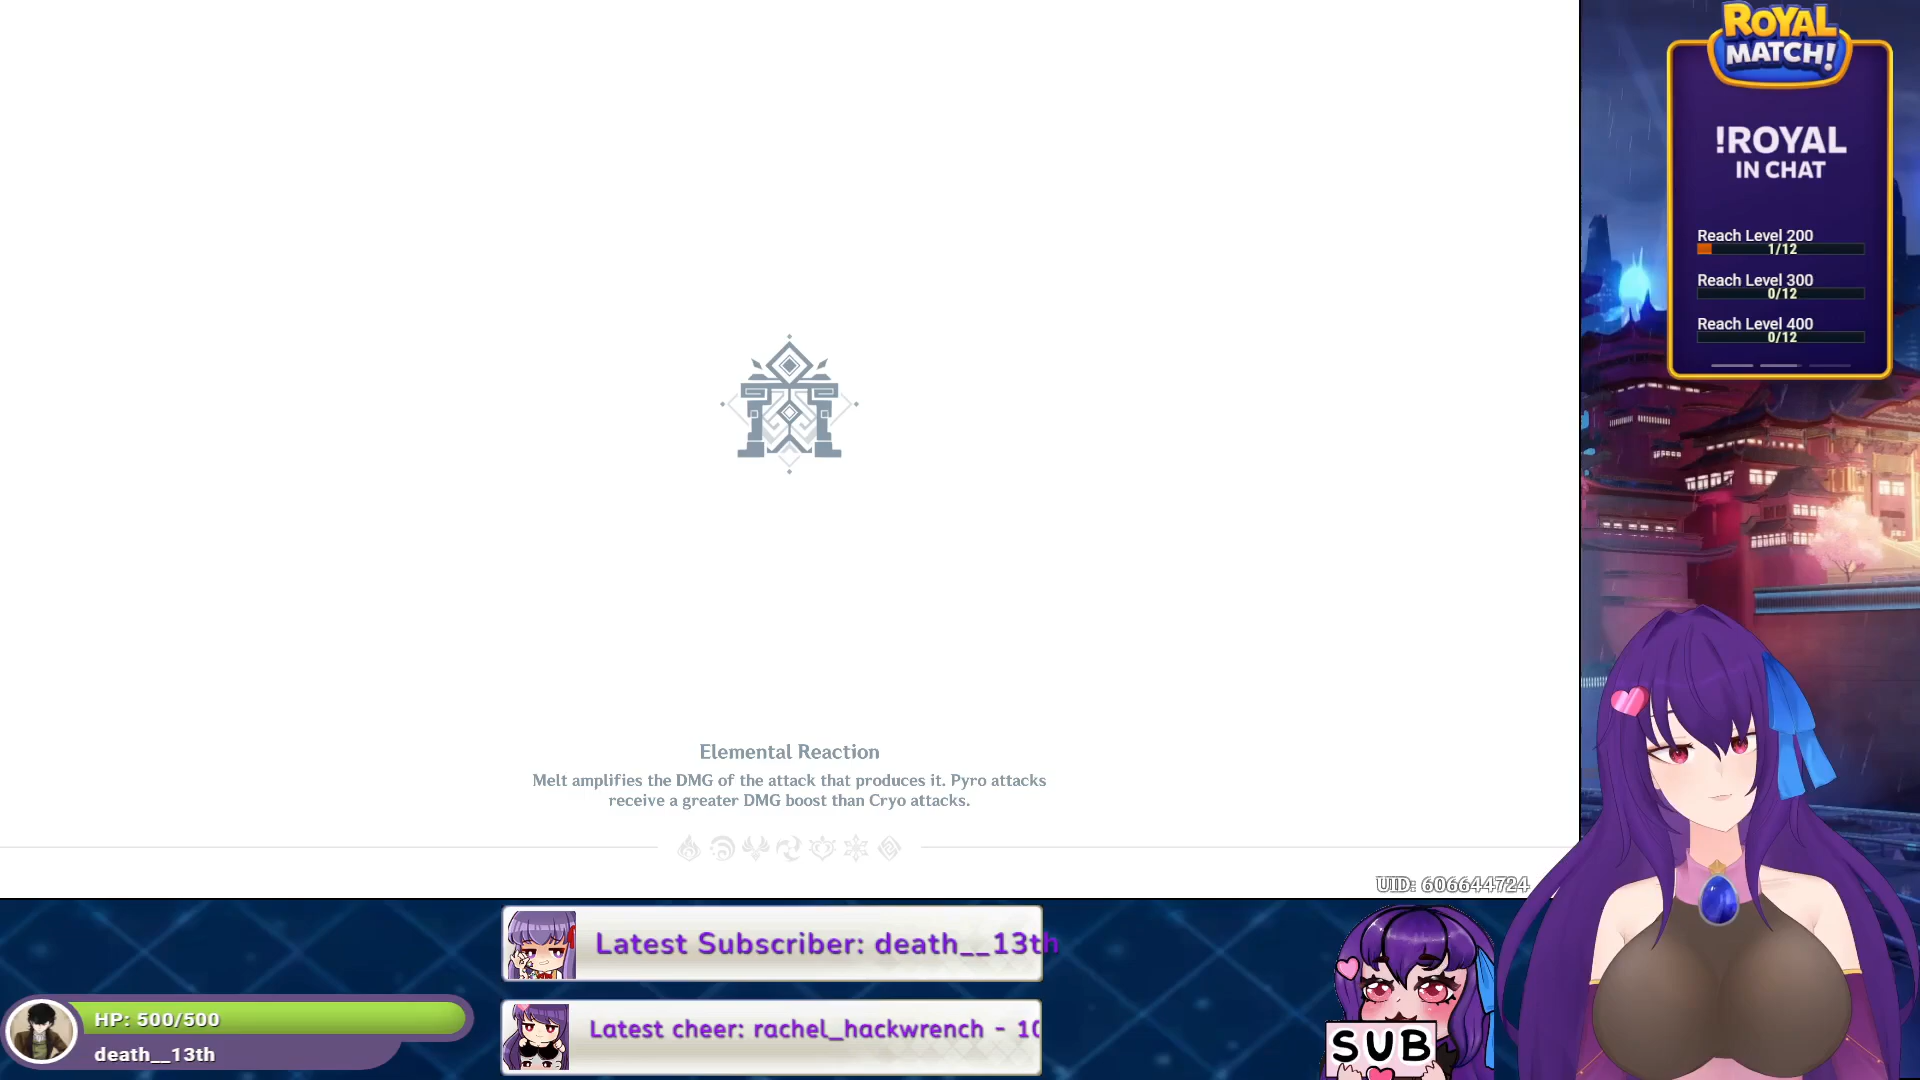 ROYAL
MATCH!
!ROYAL
IN CHAT
Reach Level 200
1/12
Reach Level 300
0/12
Reach Level 400
0/12
Elemental Reaction
Melt amplifies the DMG of the attack that produces it. Pyro attacks
receive a greater DMG boost than Cryo attacks.
UID: 606644724
Latest Subscriber: death__13th
Latest cheer: rachel_hackwrench - 10
HP: 500/500
death__13th
SUB